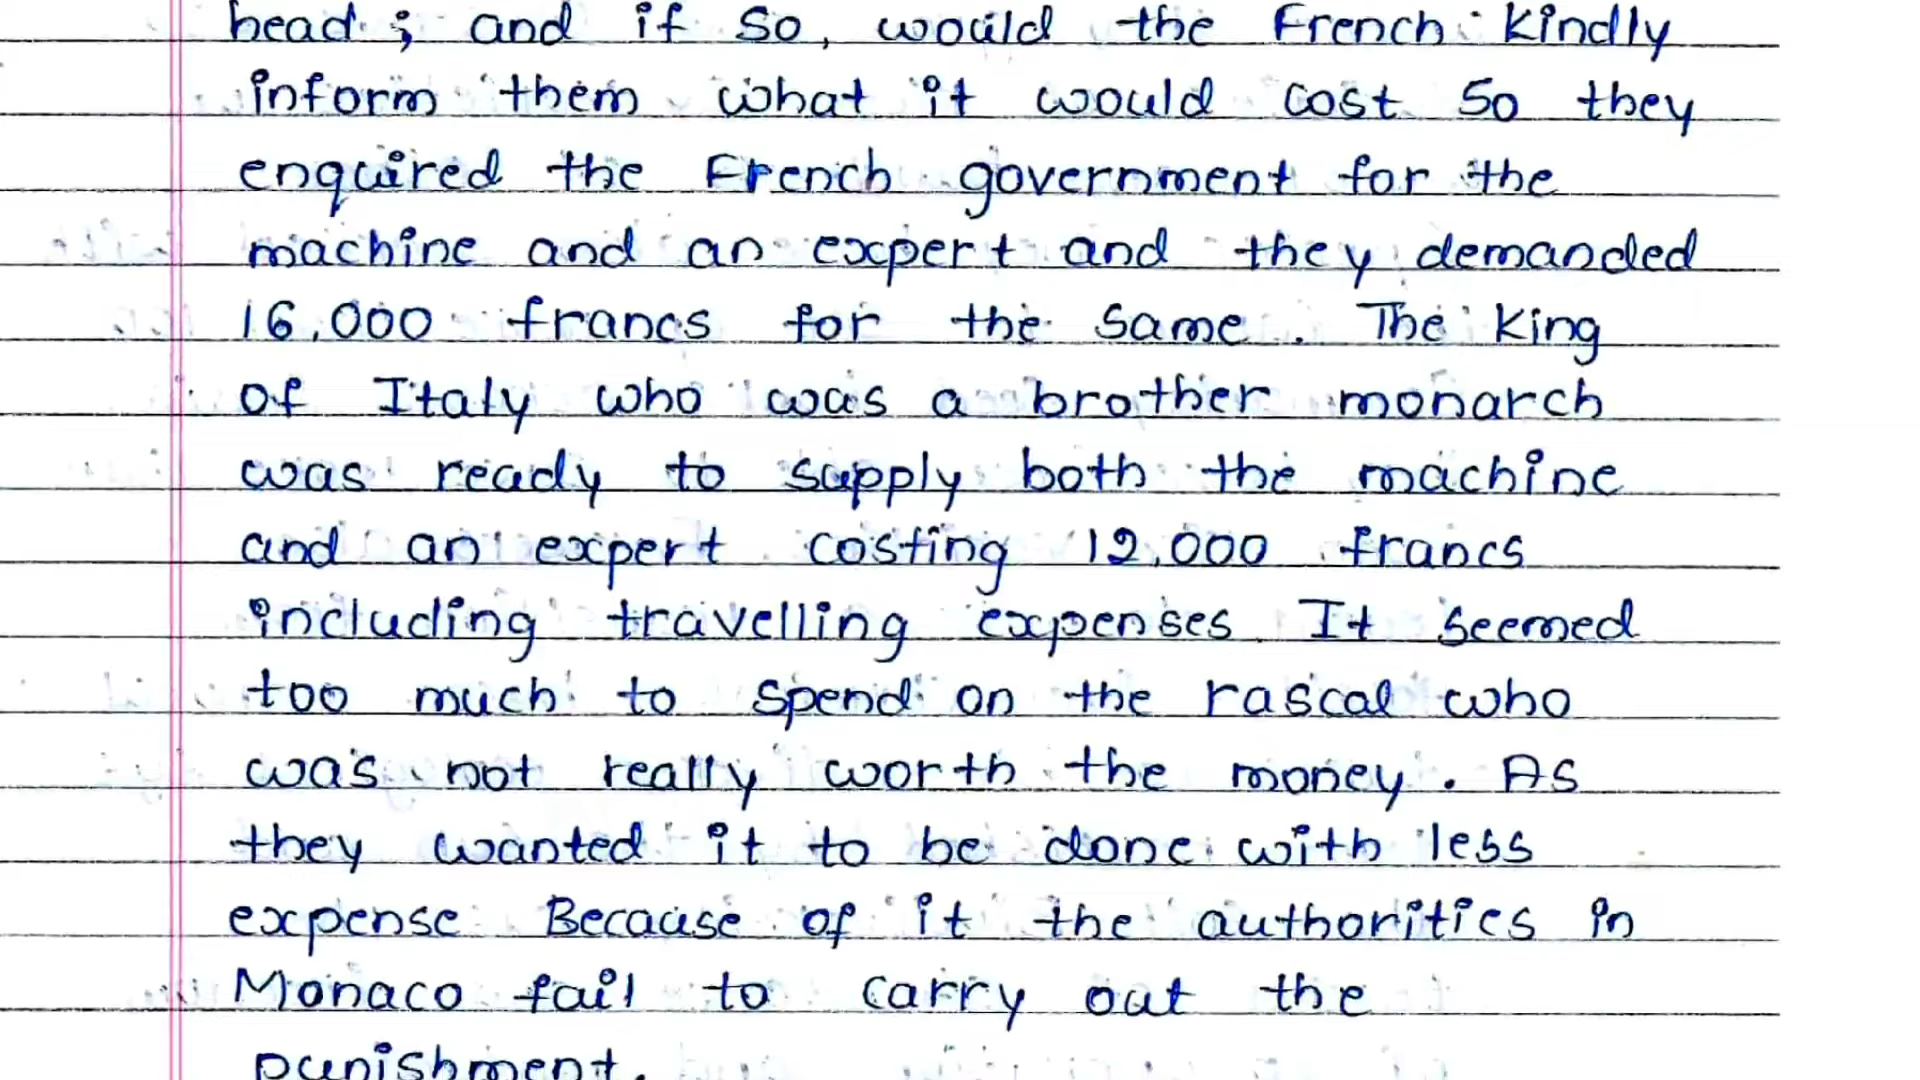 head ; and if so, would the French kindly
inform them what it would cost So they
enquired the French government for the
machine and an expert and they demanded
16,000 francs for the same. The King
of Italy who was a brother monarch
was ready to supply both the machine
and an expert costing 12,000 francs
including travelling expenses. It seemed
too much to spend on the rascal who
was not really worth the money. As
they wanted it to be done with less
expense. Because of it the authorities in
Monaco fail to carry out the
punishment.